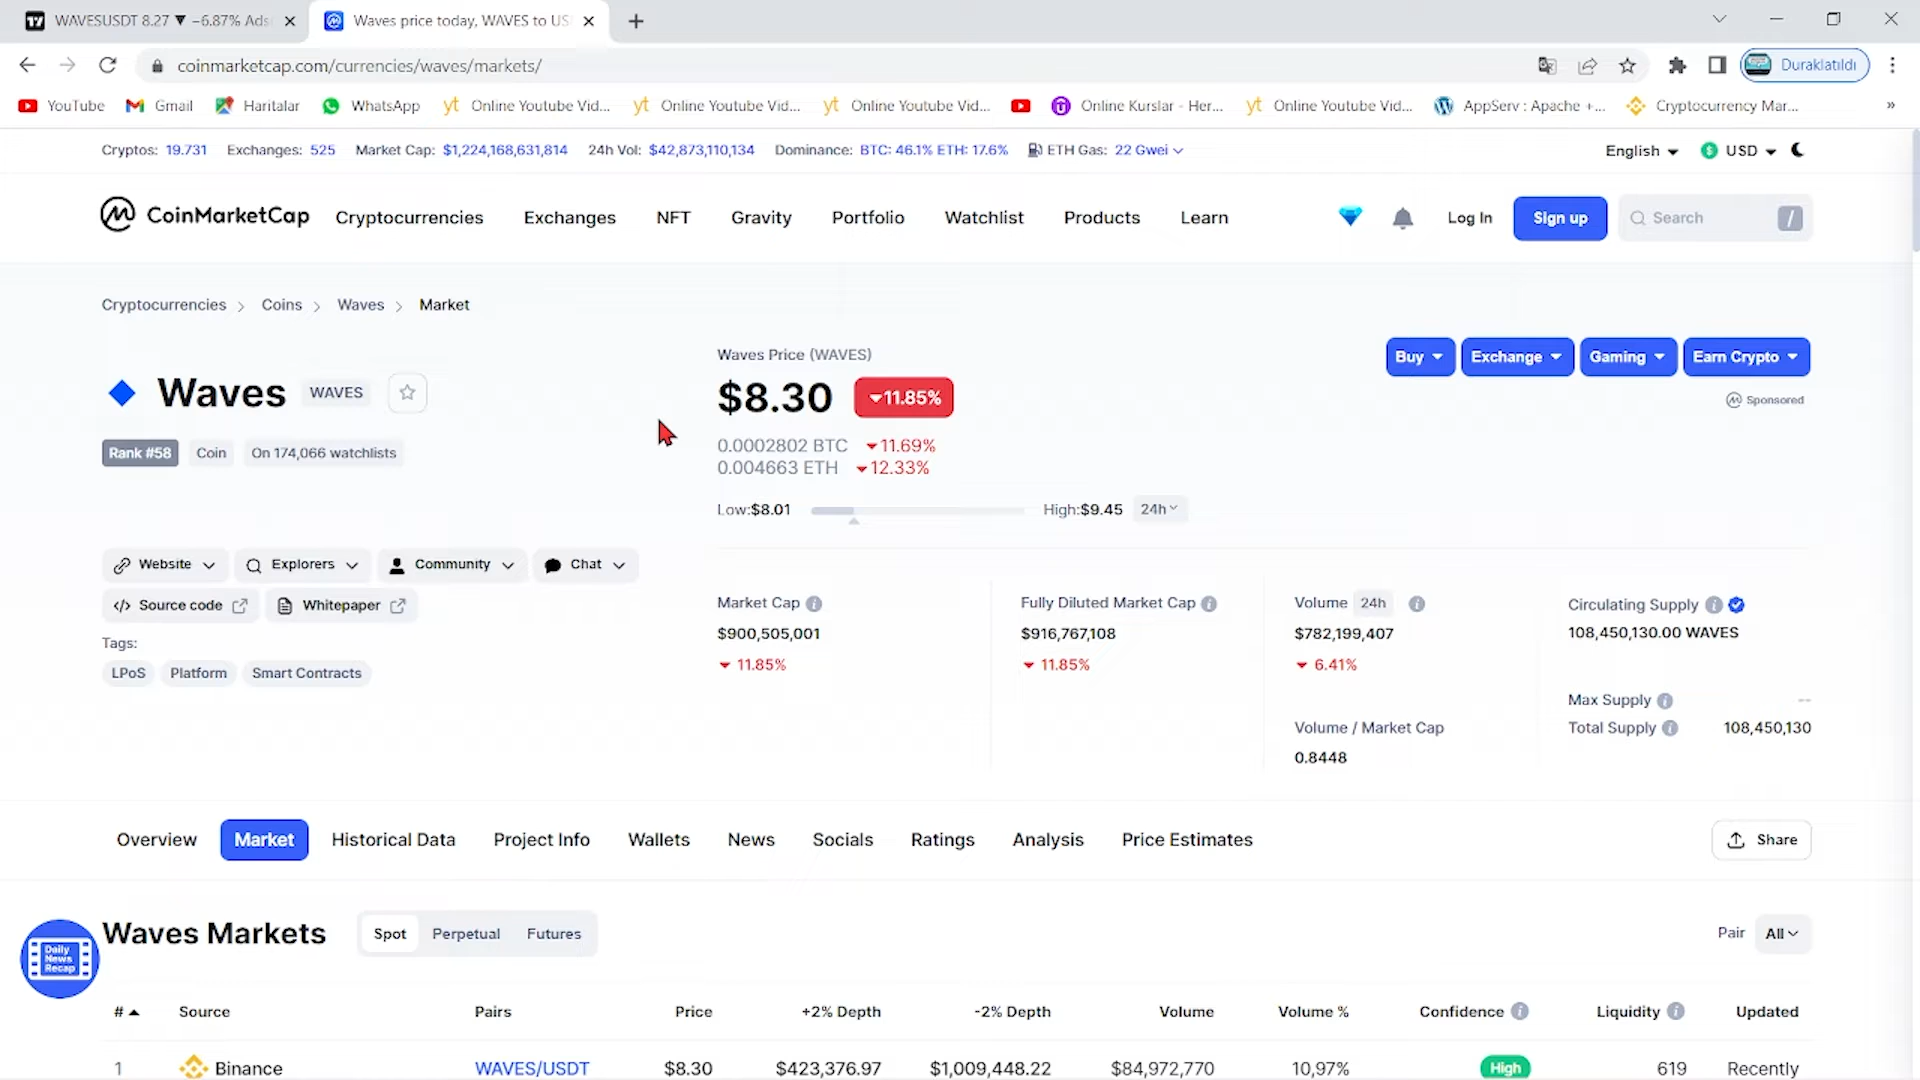 WAVESUSDT 8.27 ▼ −6.87% Ads
Waves price today, WAVES to US
coinmarketcap.com/currencies/waves/markets/
Duraklatıldı
YouTube Gmail Haritalar WhatsApp Online Youtube Vid... Online Youtube Vid... Online Youtube Vid... Online Kurslar - Her... Online Youtube Vid... AppServ : Apache +... Cryptocurrency Mar... »
Cryptos: 19.731 Exchanges: 525 Market Cap: $1,224,168,631,814 24h Vol: $42,873,110,134 Dominance: BTC: 46.1% ETH: 17.6% ETH Gas: 22 Gwei English USD
CoinMarketCap Cryptocurrencies Exchanges NFT Gravity Portfolio Watchlist Products Learn Log In Sign up Search /
Cryptocurrencies > Coins > Waves > Market
Waves Price (WAVES)
Buy Exchange Gaming Earn Crypto
Waves WAVES
$8.30 11.85%
Sponsored
0.0002802 BTC 11.69%
Rank #58 Coin On 174,066 watchlists
0.004663 ETH 12.33%
Low:$8.01 High:$9.45 24h
Website Explorers Community Chat
Source code Whitepaper
Tags:
LPoS Platform Smart Contracts
Market Cap
$900,505,001
11.85%
Fully Diluted Market Cap
$916,767,108
11.85%
Volume 24h
$782,199,407
6.41%
Volume / Market Cap
0.8448
Circulating Supply
108,450,130.00 WAVES
Max Supply --
Total Supply 108,450,130
Overview Market Historical Data Project Info Wallets News Socials Ratings Analysis Price Estimates Share
Daily
News
Recap
Waves Markets Spot Perpetual Futures Pair All
# Source Pairs Price +2% Depth -2% Depth Volume Volume % Confidence Liquidity Updated
1 Binance WAVES/USDT $8.30 $423,376.97 $1,009,448.22 $84,972,770 10,97% High 619 Recently